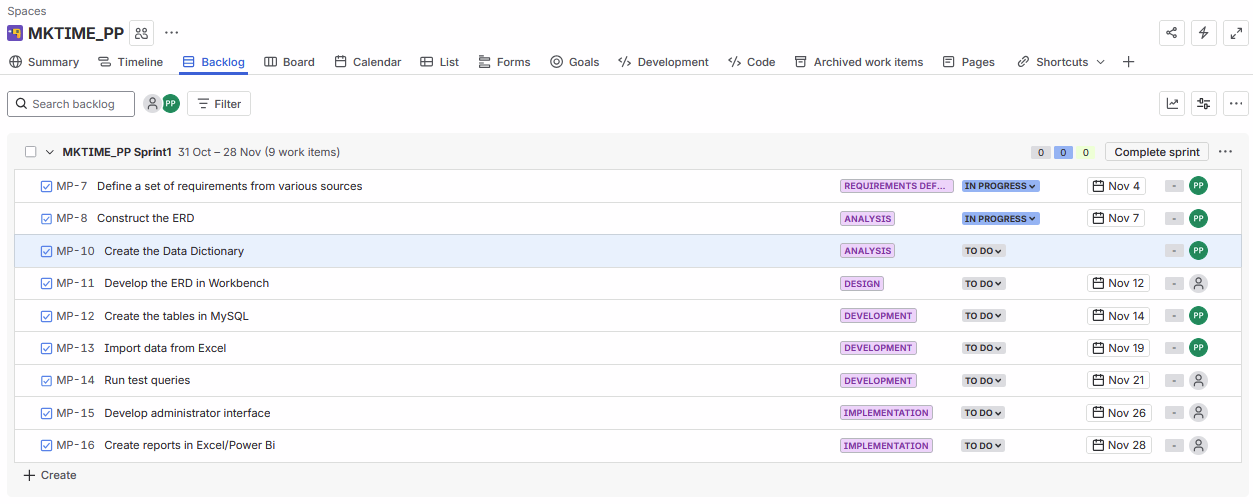 Spaces
MKTIME_PP
Summary Timeline Backlog Board Calendar List Forms Goals Development Code Archived work items Pages Shortcuts
Search backlog PP Filter
MKTIME_PP Sprint1 31 Oct – 28 Nov (9 work items) 0 0 0 Complete sprint
MP-7 Define a set of requirements from various sources REQUIREMENTS DEF... IN PROGRESS Nov 4 - PP
MP-8 Construct the ERD ANALYSIS IN PROGRESS Nov 7 - PP
MP-10 Create the Data Dictionary ANALYSIS TO DO - PP
MP-11 Develop the ERD in Workbench DESIGN TO DO Nov 12 -
MP-12 Create the tables in MySQL DEVELOPMENT TO DO Nov 14 - PP
MP-13 Import data from Excel DEVELOPMENT TO DO Nov 19 - PP
MP-14 Run test queries DEVELOPMENT TO DO Nov 21 -
MP-15 Develop administrator interface IMPLEMENTATION TO DO Nov 26 -
MP-16 Create reports in Excel/Power Bi IMPLEMENTATION TO DO Nov 28 -
Create